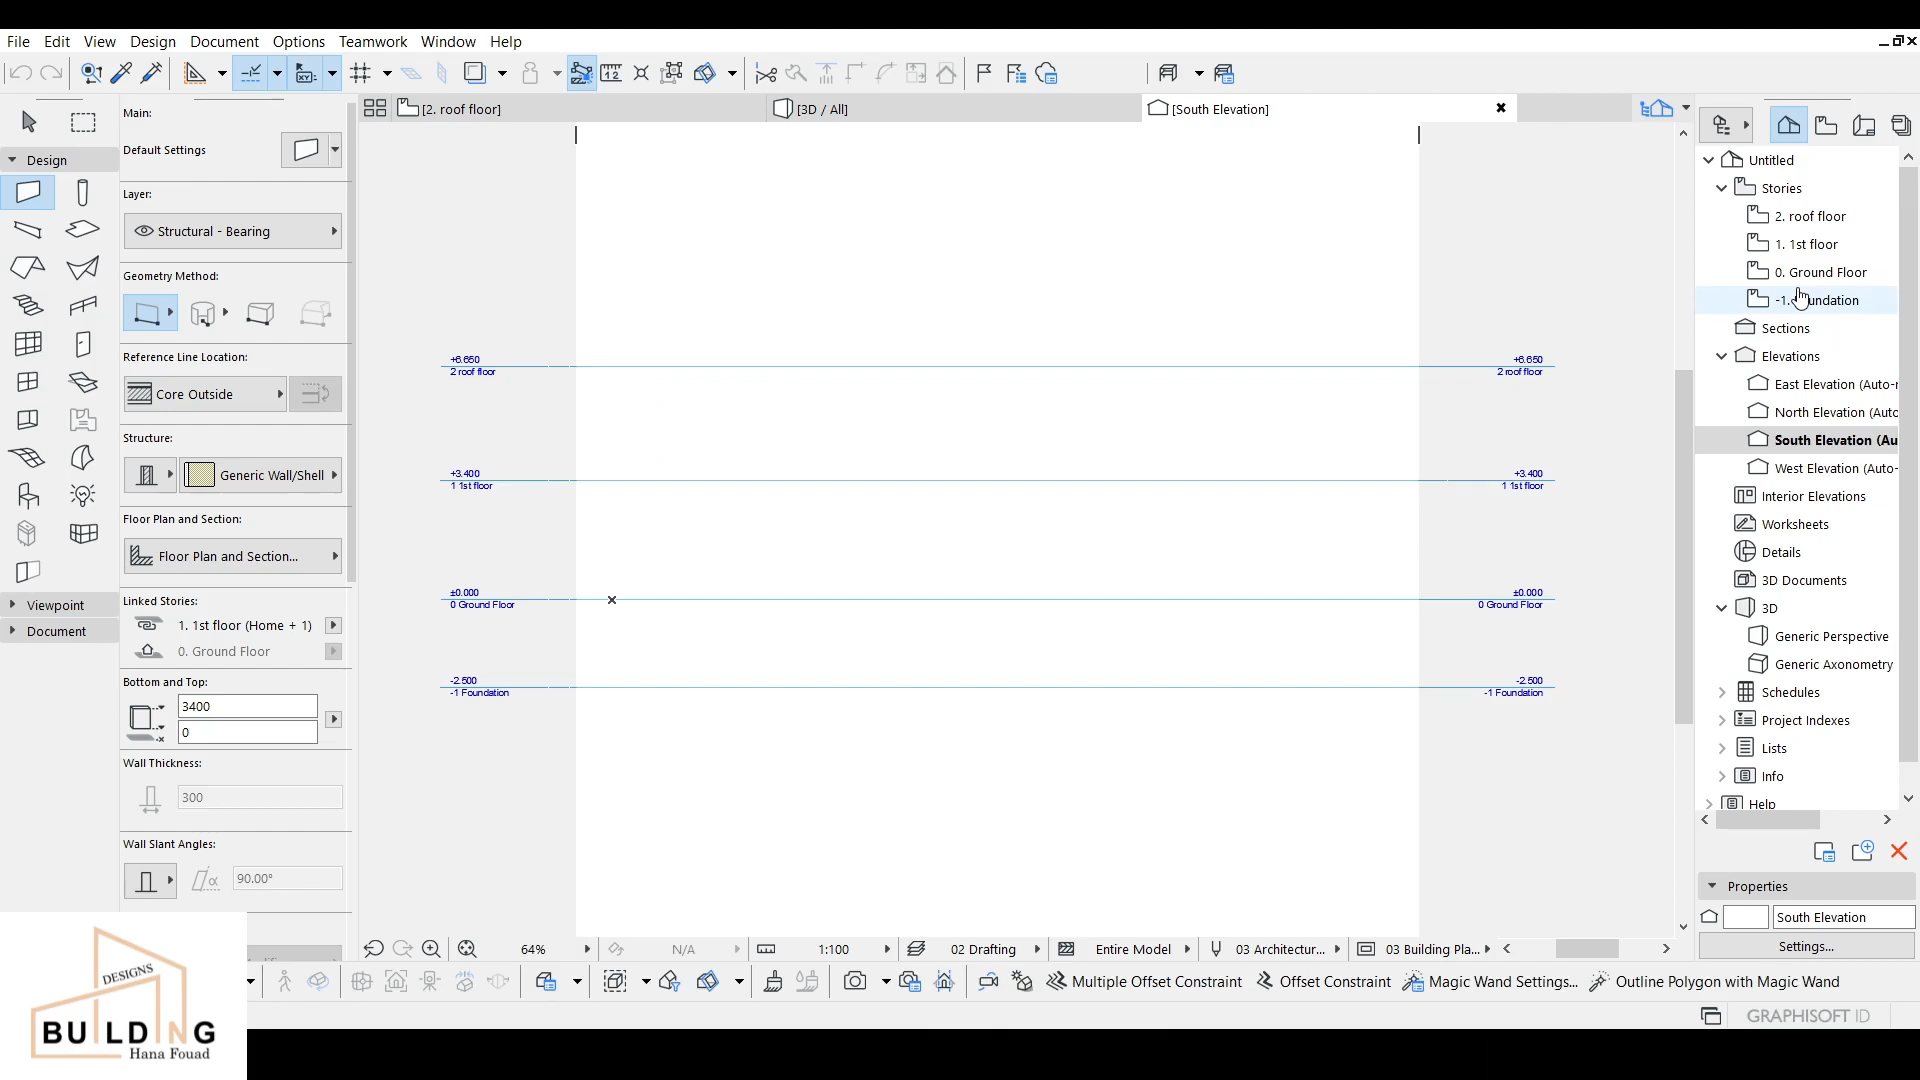 File Edit View Design Document Options Teamwork Window Help
[2. roof floor]
[3D / All]
[South Elevation]
Main:
Default Settings
Layer:
Structural - Bearing
Geometry Method:
Reference Line Location:
Core Outside
Structure:
Generic Wall/Shell
Floor Plan and Section:
Floor Plan and Section...
Linked Stories:
1. 1st floor (Home + 1)
0. Ground Floor
Bottom and Top:
3400
0
Wall Thickness:
300
Wall Slant Angles:
α
90.00°
Design
Viewpoint
Document
+6.650
2 roof floor
+6.650
2 roof floor
+3.400
1 1st floor
+3.400
1 1st floor
±0.000
0 Ground Floor
±0.000
0 Ground Floor
-2.500
-1 Foundation
-2.500
-1 Foundation
Untitled
Stories
2. roof floor
1. 1st floor
0. Ground Floor
-1. undation
Sections
Elevations
East Elevation (Auto-r
North Elevation (Autc
South Elevation (Au
West Elevation (Auto-
Interior Elevations
Worksheets
Details
3D Documents
3D
Generic Perspective
Generic Axonometry
Schedules
Project Indexes
Lists
Info
Help
Properties
South Elevation
Settings...
64%
N/A
1:100
02 Drafting
Entire Model
03 Architectur...
03 Building Pla...
Multiple Offset Constraint
Offset Constraint
Magic Wand Settings...
Outline Polygon with Magic Wand
GRAPHISOFT ID
DESIGNS
BUILDING
Hana Fouad